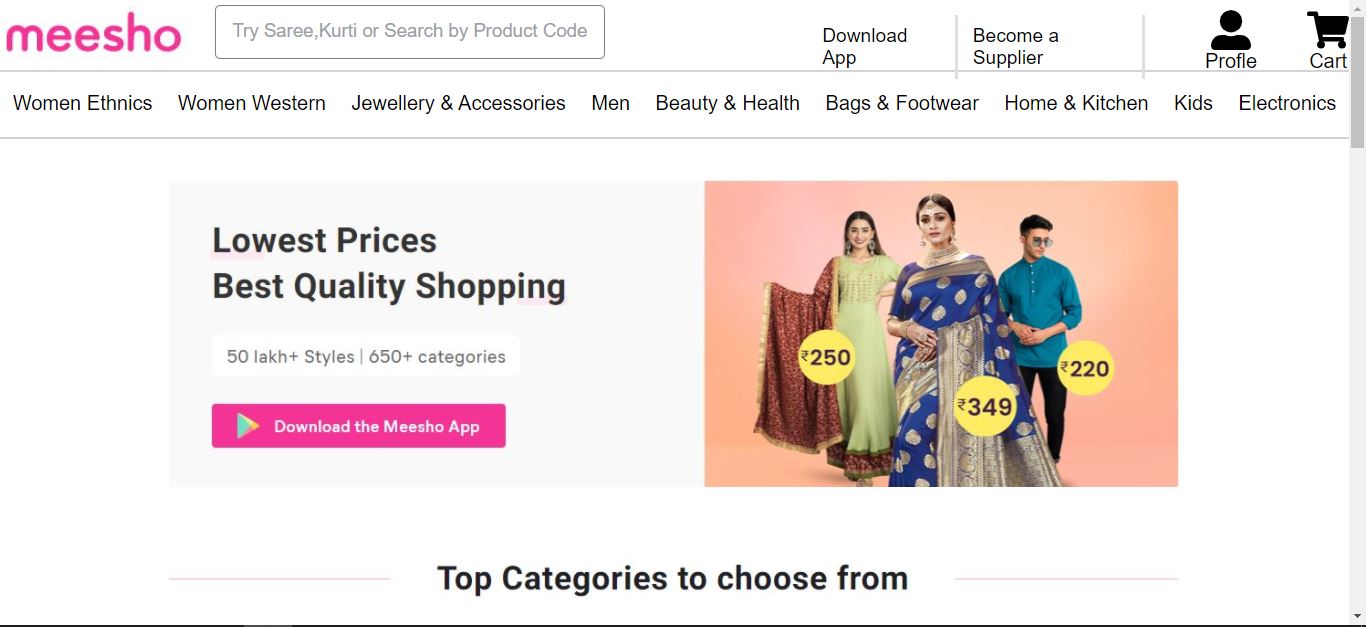 meesho
Try Saree,Kurti or Search by Product Code
Download
App
Become a
Supplier
Profle
Cart
Women Ethnics
Women Western
Jewellery & Accessories
Men
Beauty & Health
Bags & Footwear
Home & Kitchen
Kids
Electronics
Lowest Prices
Best Quality Shopping
50 lakh+ Styles | 650+ categories
Download the Meesho App
₹250
₹349
₹220
Top Categories to choose from